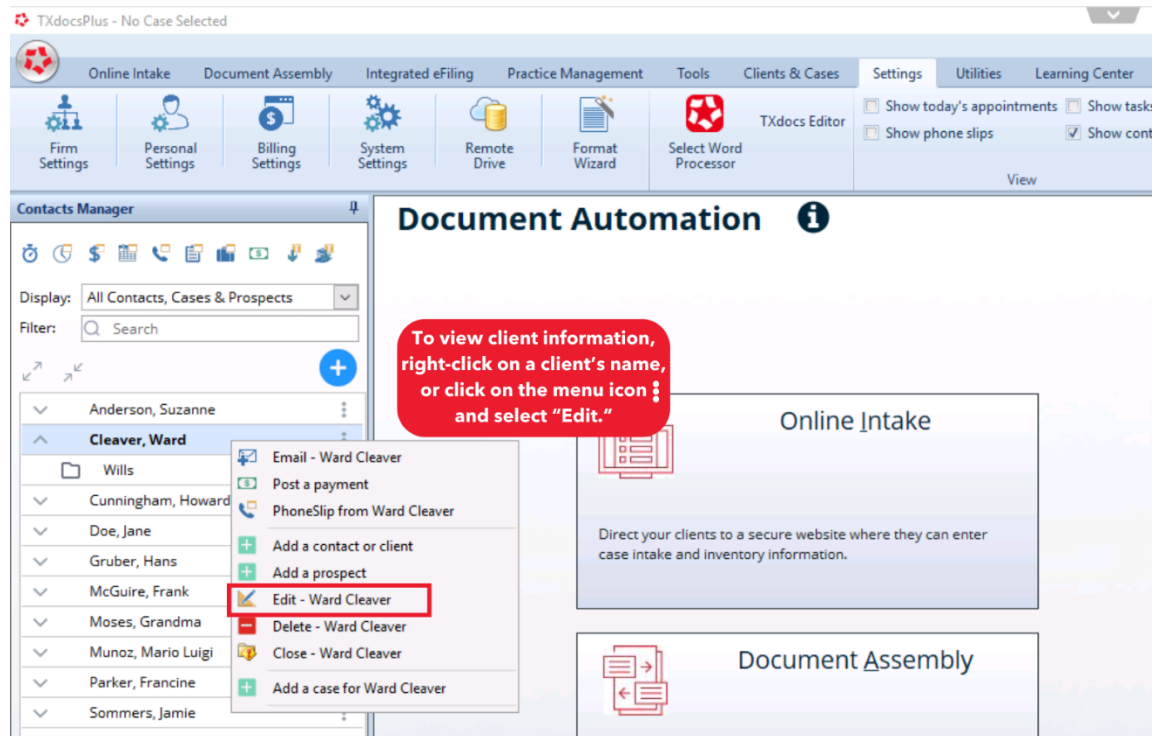 TXdocsPlus - No Case Selected
Online Intake Document Assembly Integrated eFiling Practice Management Tools Clients & Cases Settings Utilities Learning Center
Firm Settings
Personal Settings
Billing Settings
System Settings
Remote Drive
Format Wizard
Select Word Processor
TXdocs Editor
Show today's appointments Show tasks
Show phone slips Show cont
View
Contacts Manager
Display: All Contacts, Cases & Prospects
Filter: Search
Anderson, Suzanne
Cleaver, Ward
Wills
Cunningham, Howard
Doe, Jane
Gruber, Hans
McGuire, Frank
Moses, Grandma
Munoz, Mario Luigi
Parker, Francine
Sommers, Jamie
Email - Ward Cleaver
Post a payment
PhoneSlip from Ward Cleaver
Add a contact or client
Add a prospect
Edit - Ward Cleaver
Delete - Ward Cleaver
Close - Ward Cleaver
Add a case for Ward Cleaver
Document Automation
To view client information,
right-click on a client's name,
or click on the menu icon
and select "Edit."
Online Intake
Direct your clients to a secure website where they can enter
case intake and inventory information.
Document Assembly